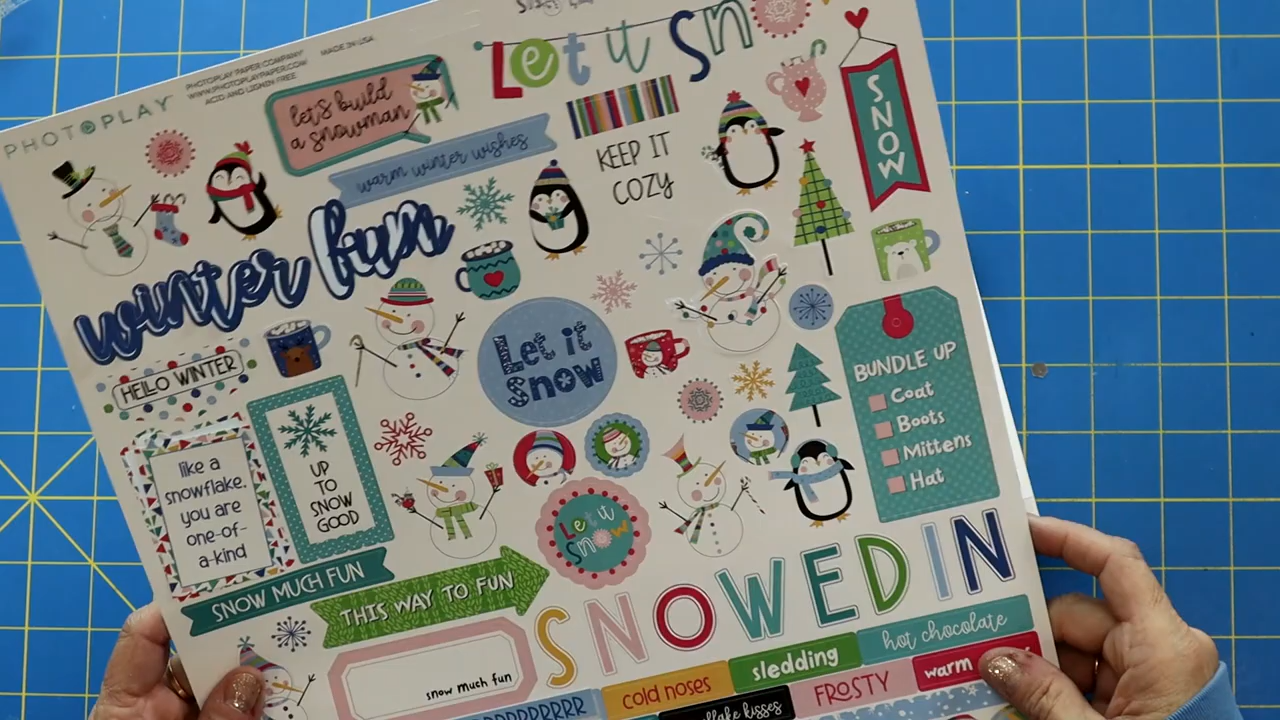 PHOTOPLAY
PHOTOPLAY PAPER COMPANY
MADE IN USA
WWW.PHOTOPLAYPAPER.COM
ACID AND LIGNIN FREE
let's build
a snowman
Let it Sn
warm winter wishes
KEEP IT
COZY
SNOW
winter fun
Let it
Snow
HELLO WINTER
BUNDLE UP
Coat
Boots
Mittens
Hat
like a
snowflake,
you are
one-of-
a-kind
UP
TO
SNOW
GOOD
Let it
snow
SNOW MUCH FUN
THIS WAY TO FUN
SNOWED IN
snow much fun
cold noses
sledding
hot chocolate
FROSTY
warm
kisses